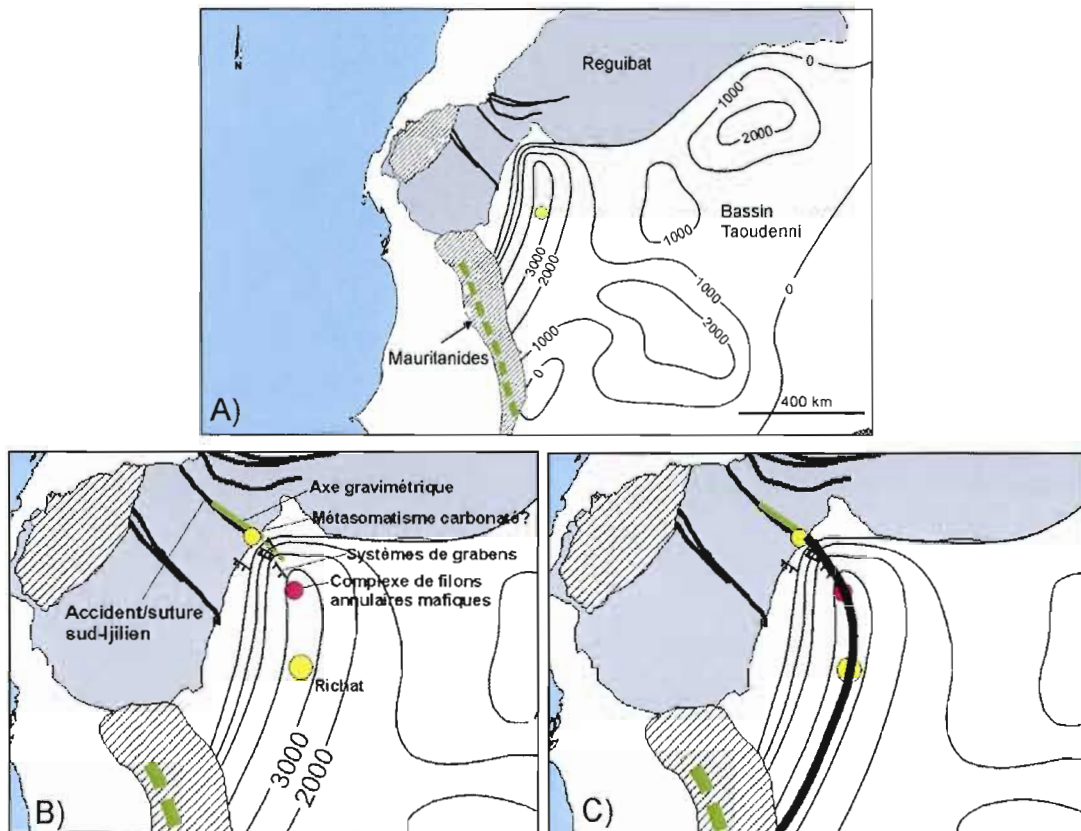 N
Reguibat
0
1000
2000
1000
Bassin
Taoudenni
0
3000
2000
1000
2000
1000
0
Mauritanides
A)
400 km
Axe gravimétrique
Métasomatisme carbonaté?
Systèmes de grabens
Complexe de filons
annulaires mafiques
Accident/suture
sud-Ijilien
Richat
3000
2000
B)
C)